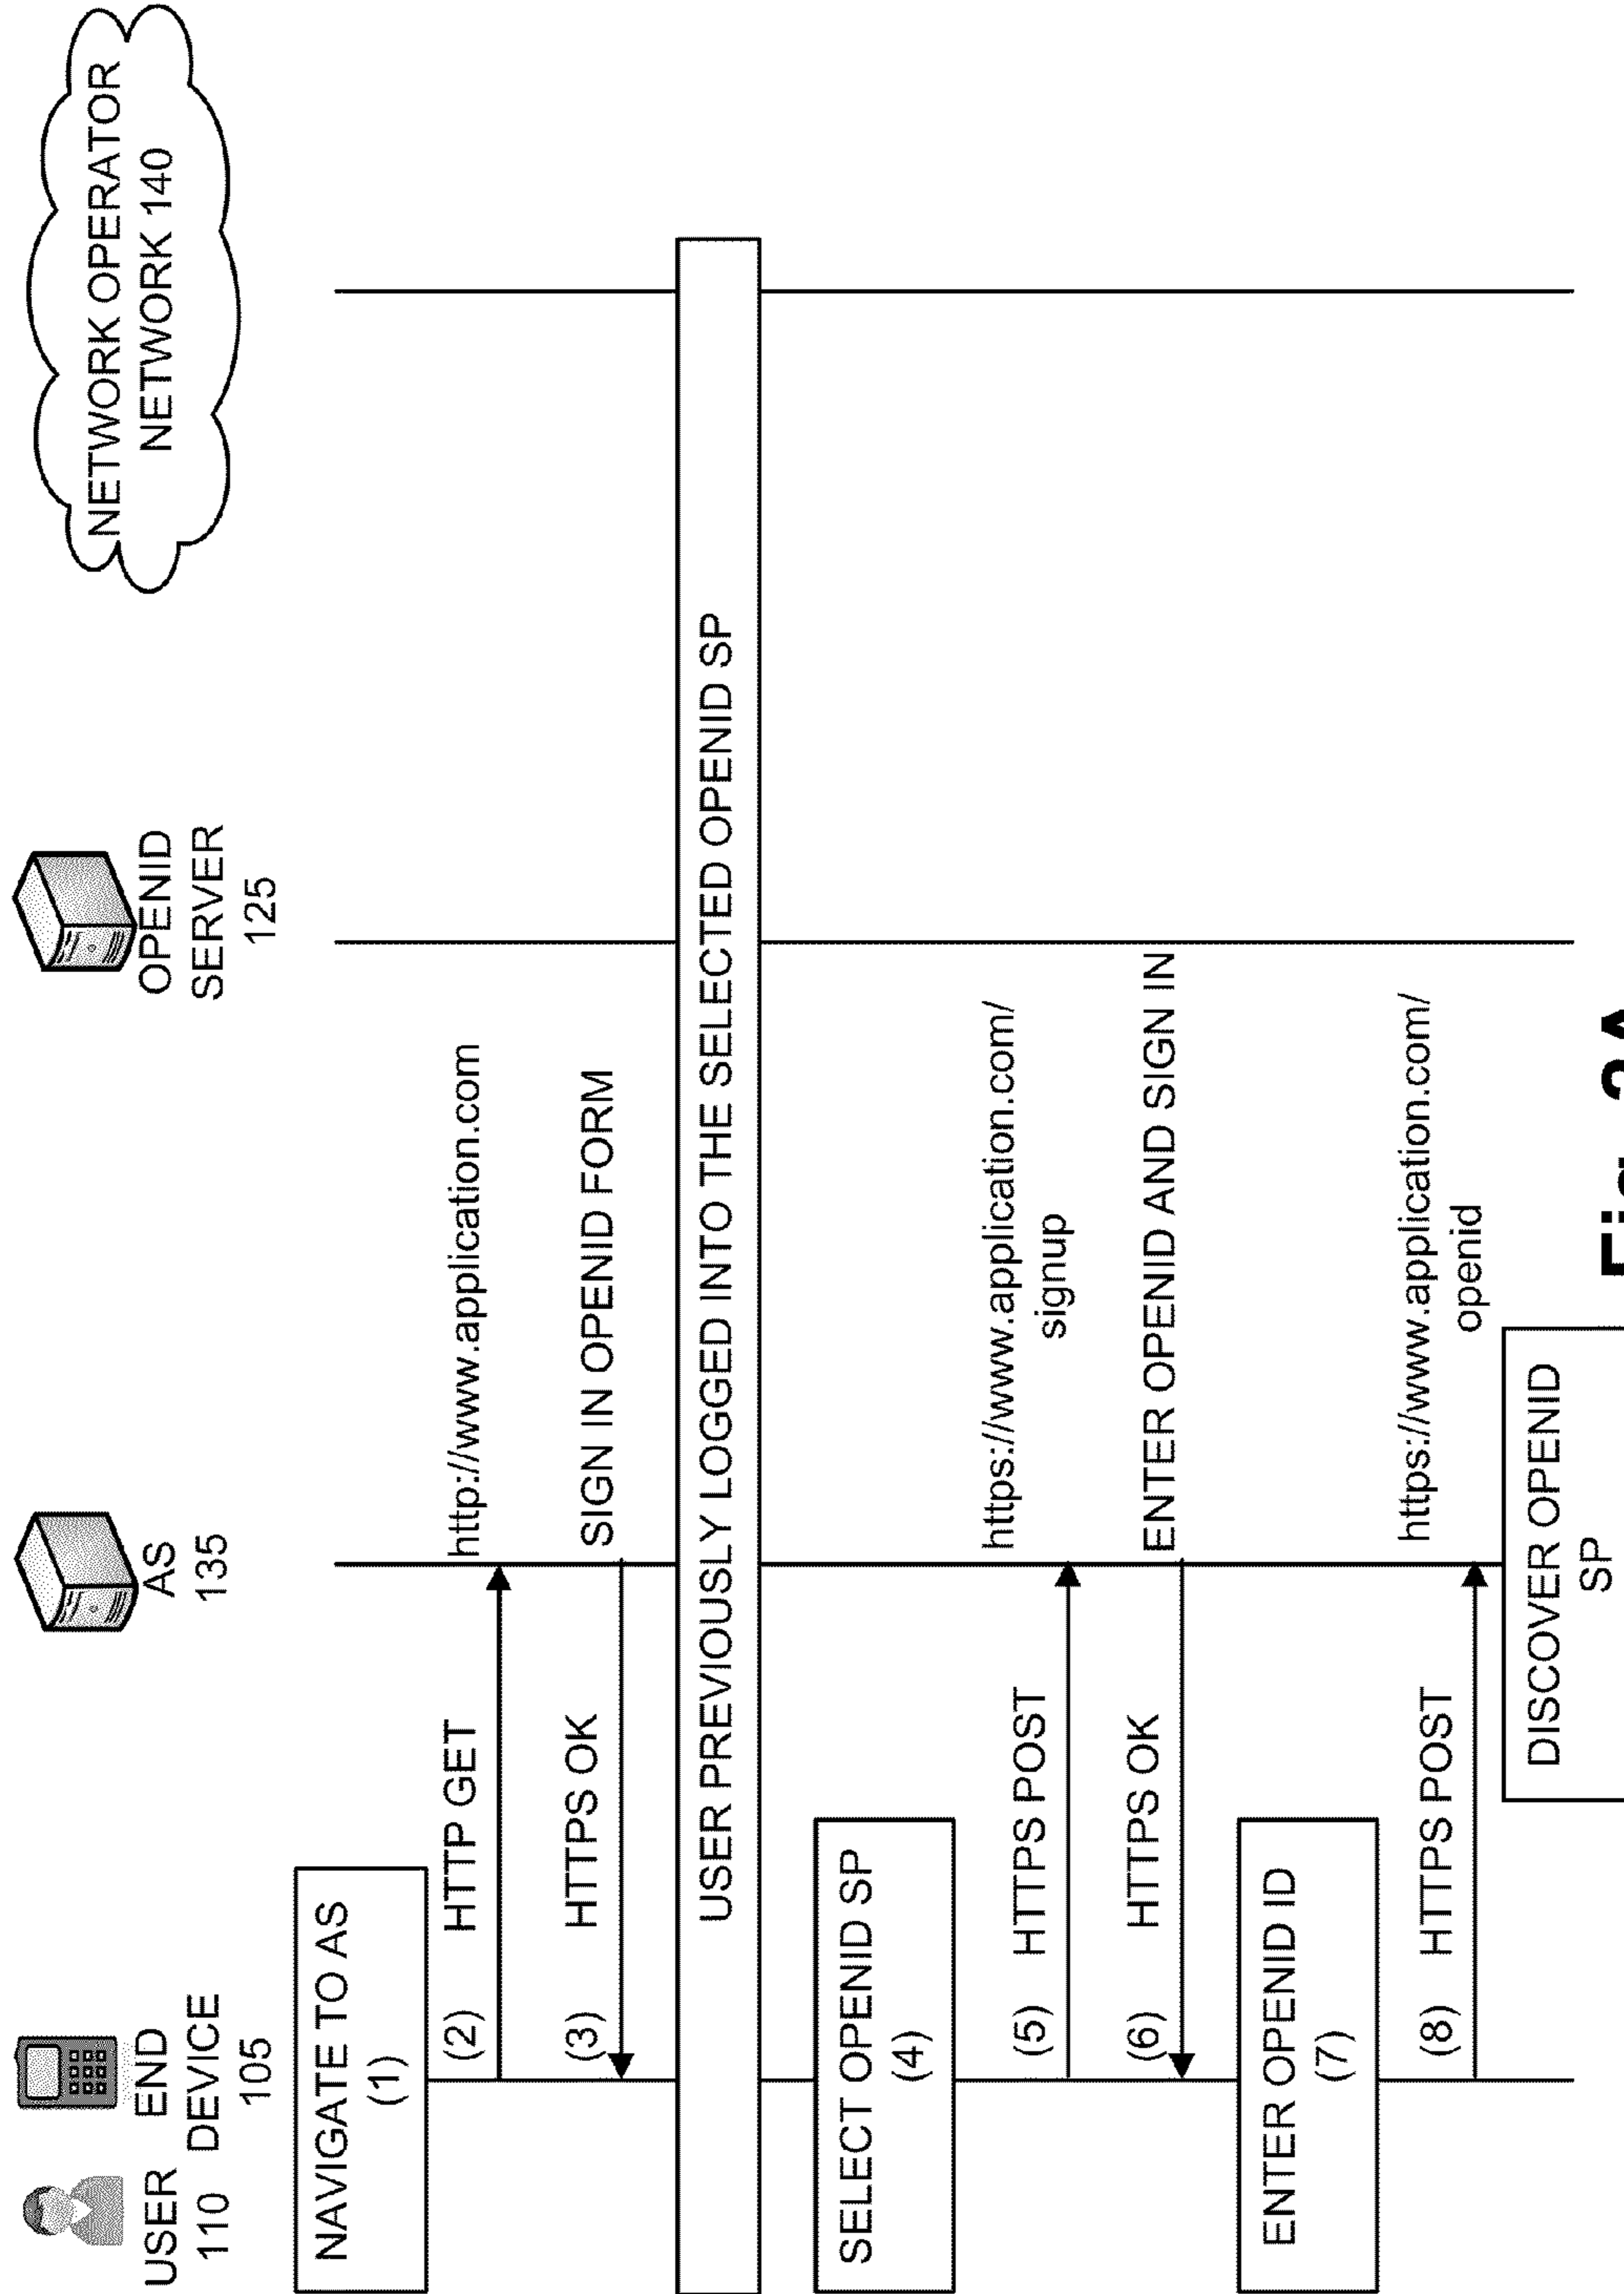 USER
110
END
DEVICE
105
AS
135
OPENID
SERVER
125
NETWORK OPERATOR
NETWORK 140
NAVIGATE TO AS
(1)
(2) HTTP GET
http://www.application.com
(3) HTTPS OK
SIGN IN OPENID FORM
USER PREVIOUSLY LOGGED INTO THE SELECTED OPENID SP
SELECT OPENID SP
(4)
(5) HTTPS POST
https://www.application.com/
signup
(6) HTTPS OK
ENTER OPENID AND SIGN IN
ENTER OPENID ID
(7)
(8) HTTPS POST
https://www.application.com/
openid
DISCOVER OPENID
SP